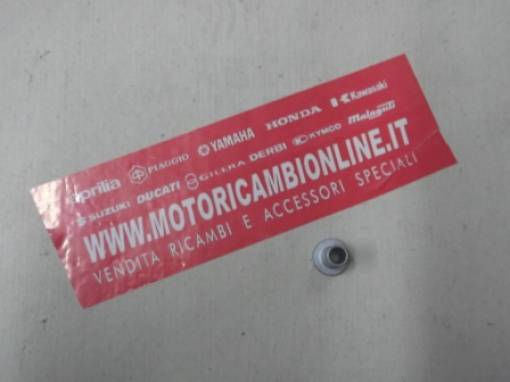 aprilia PIAGGIO YAMAHA HONDA Kawasaki
SUZUKI DUCATI GILERA DERBI KYMCO Malaguti
WWW.MOTORICAMBIONLINE.IT
VENDITA RICAMBI E ACCESSORI SPECIALI